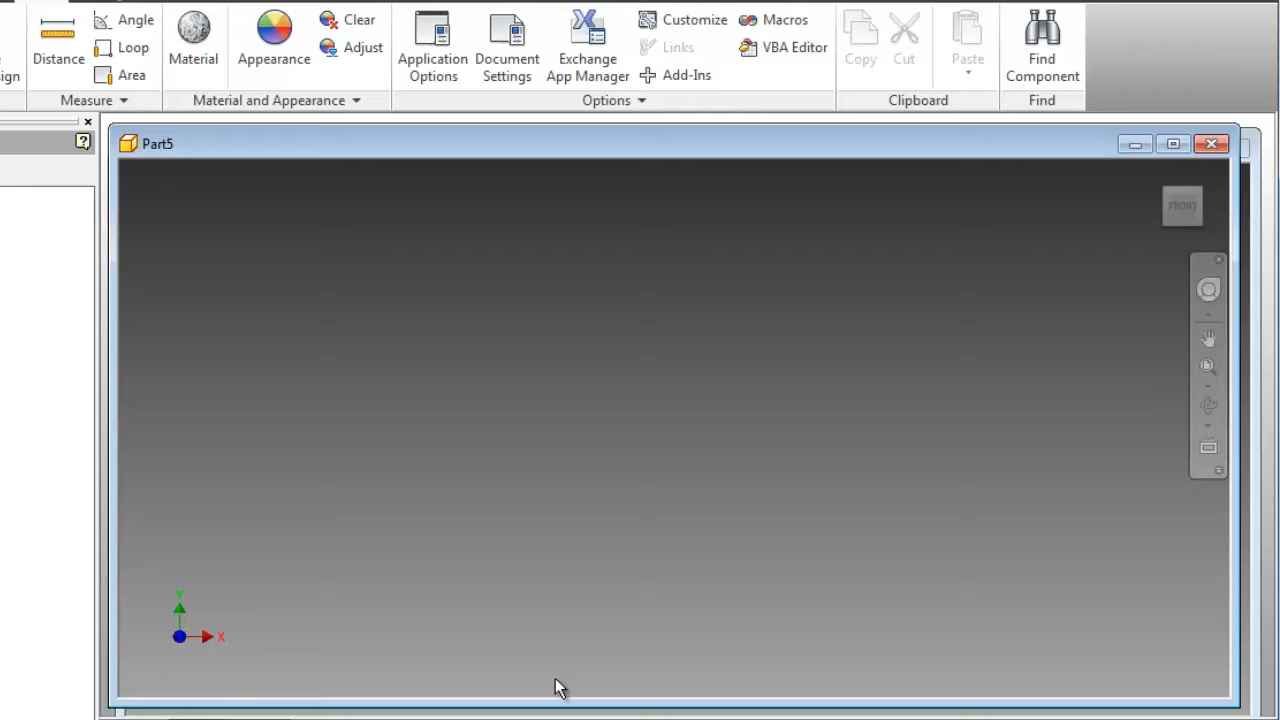 Angle
Loop
Area
Distance
ign
Measure
Material
Appearance
Clear
Adjust
Material and Appearance
Application
Options
Document
Settings
Exchange
App Manager
Customize
Links
Add-Ins
Macros
VBA Editor
Options
Copy
Cut
Paste
Clipboard
Find
Component
Find
Part5
FRONT
Y
X